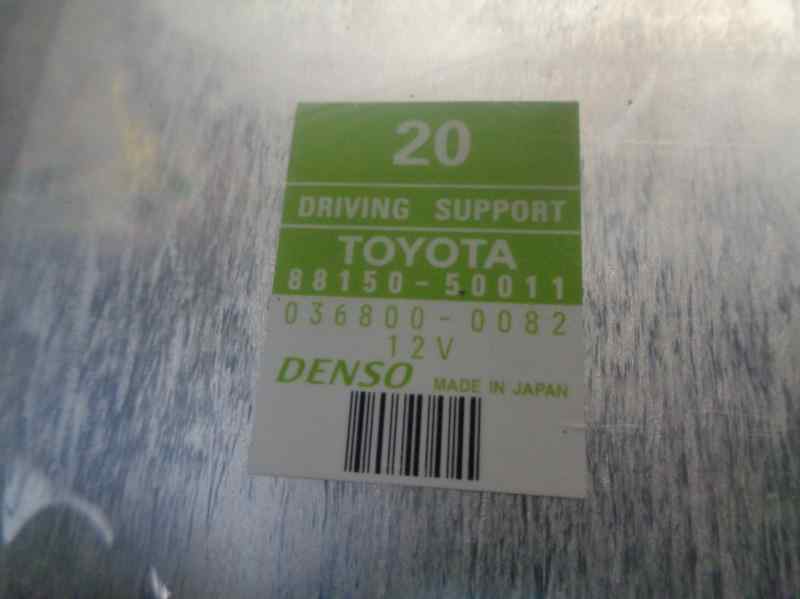 20
DRIVING SUPPORT
TOYOTA
88150-50011
036800-0082
12V
DENSO MADE IN JAPAN